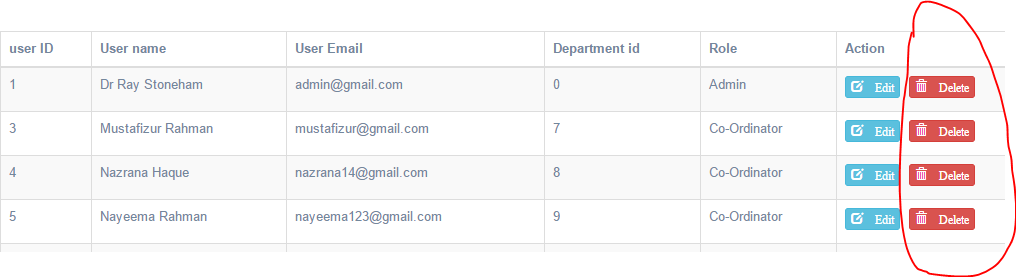 user ID User name User Email Department id Role Action
1 Dr Ray Stoneham admin@gmail.com 0 Admin Edit Delete
3 Mustafizur Rahman mustafizur@gmail.com 7 Co-Ordinator Edit Delete
4 Nazrana Haque nazrana14@gmail.com 8 Co-Ordinator Edit Delete
5 Nayeema Rahman nayeema123@gmail.com 9 Co-Ordinator Edit Delete